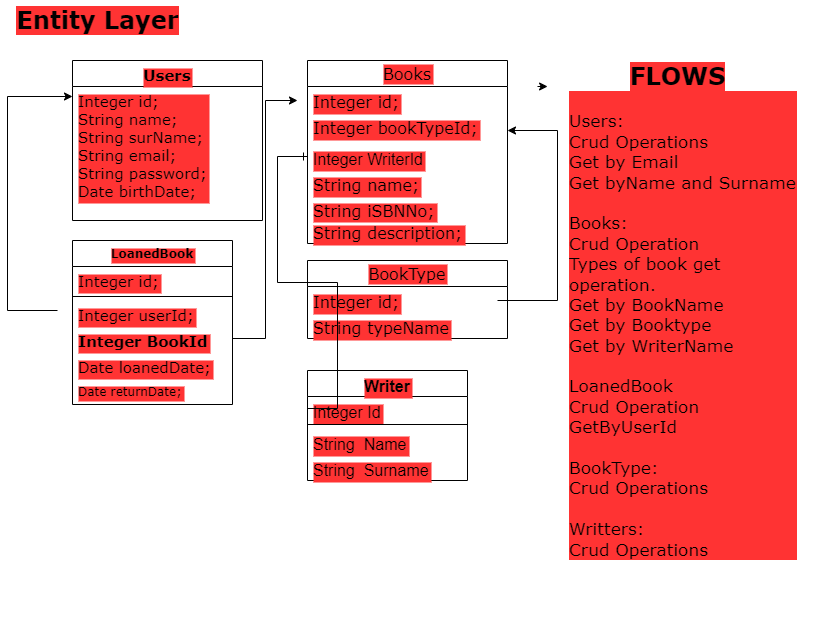 Entity Layer
Users
Integer id;
String name;
String surName;
String email;
String password;
Date birthDate;
LoanedBook
Integer id;
Integer userId;
Integer BookId
Date loanedDate;
Date returnDate;
Books
Integer id;
Integer bookTypeId;
Integer WriterId
String name;
String iSBNNo;
String description;
BookType
Integer id;
String typeName
Writer
Integer Id
String  Name
String  Surname
FLOWS
Users:
Crud Operations
Get by Email
Get byName and Surname
Books:
Crud Operation
Types of book get
operation.
Get by BookName
Get by Booktype
Get by WriterName
LoanedBook
Crud Operation
GetByUserId
BookType:
Crud Operations
Writters:
Crud Operations